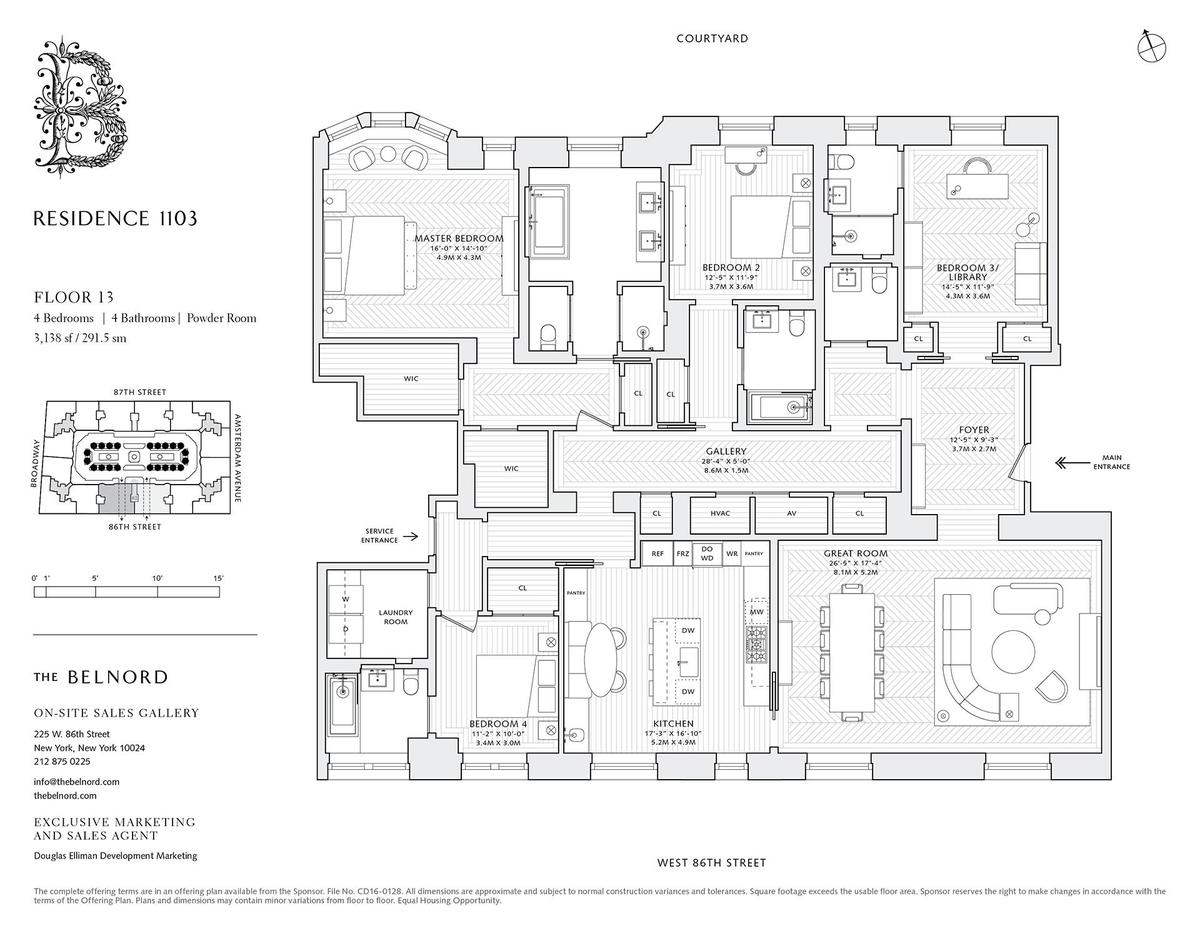 COURTYARD
B
RESIDENCE 1103
FLOOR 13
4 Bedrooms | 4 Bathrooms | Powder Room
3,138 sf / 291.5 sm
87TH STREET
BROADWAY
AMSTERDAM AVENUE
86TH STREET
0' 1' 5' 10' 15'
THE BELNORD
ON-SITE SALES GALLERY
225 W. 86th Street
New York, New York 10024
212 875 0225
info@thebelnord.com
thebelnord.com
EXCLUSIVE MARKETING
AND SALES AGENT
Douglas Elliman Development Marketing
MASTER BEDROOM
16'-0" X 14'-10"
4.9M X 4.3M
BEDROOM 2
12'-5" X 11'-9"
3.7M X 3.6M
BEDROOM 3/
LIBRARY
14'-5" X 11'-9"
4.3M X 3.6M
CL
CL
WIC
CL
CL
FOYER
12'-5" X 9'-3"
3.7M X 2.7M
MAIN
ENTRANCE
GALLERY
28'-4" X 5'-0"
8.6M X 1.5M
WIC
CL
HVAC
AV
CL
SERVICE
ENTRANCE
REF
FRZ
DO
WD
WR
PANTRY
GREAT ROOM
26'-5" X 17'-4"
8.1M X 5.2M
CL
PANTRY
W
D
LAUNDRY
ROOM
MW
DW
DW
BEDROOM 4
11'-2" X 10'-0"
3.4M X 3.0M
KITCHEN
17'-3" X 16'-10"
5.2M X 4.9M
WEST 86TH STREET
The complete offering terms are in an offering plan available from the Sponsor. File No. CD16-0128. All dimensions are approximate and subject to normal construction variances and tolerances. Square footage exceeds the usable floor area. Sponsor reserves the right to make changes in accordance with the
terms of the Offering Plan. Plans and dimensions may contain minor variations from floor to floor. Equal Housing Opportunity.